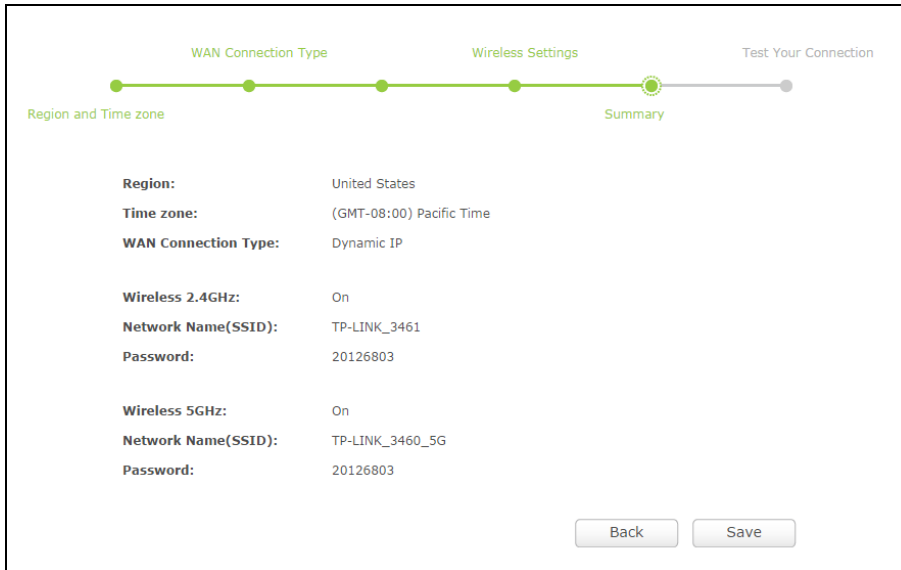 WAN Connection Type Wireless Settings Test Your Connection
Region and Time zone Summary
Region: United States
Time zone: (GMT-08:00) Pacific Time
WAN Connection Type: Dynamic IP
Wireless 2.4GHz: On
Network Name(SSID): TP-LINK_3461
Password: 20126803
Wireless 5GHz: On
Network Name(SSID): TP-LINK_3460_5G
Password: 20126803
Back Save